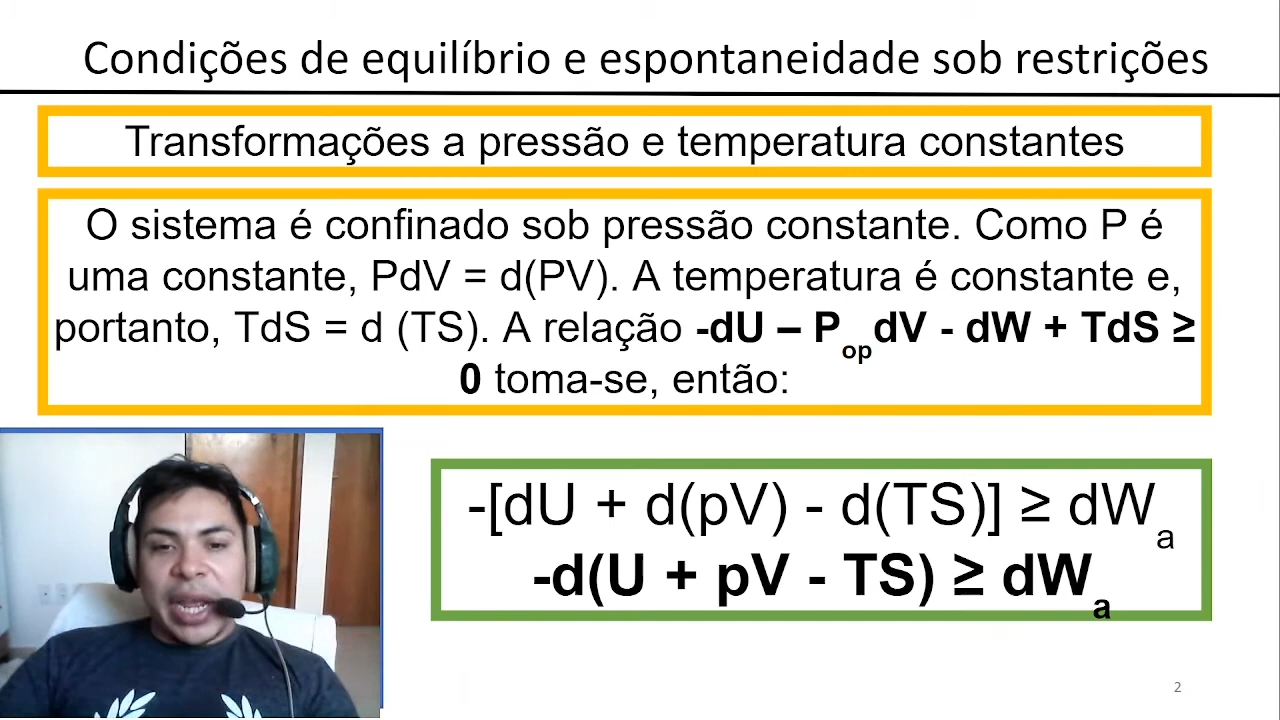 Condições de equilíbrio e espontaneidade sob restrições
Transformações a pressão e temperatura constantes
O sistema é confinado sob pressão constante. Como P é
uma constante, PdV = d(PV). A temperatura é constante e,
portanto, TdS = d (TS). A relação -dU – PopdV - dW + TdS ≥
0 toma-se, então:
-[dU + d(pV) - d(TS)] ≥ dWa
-d(U + pV - TS) ≥ dWa
2